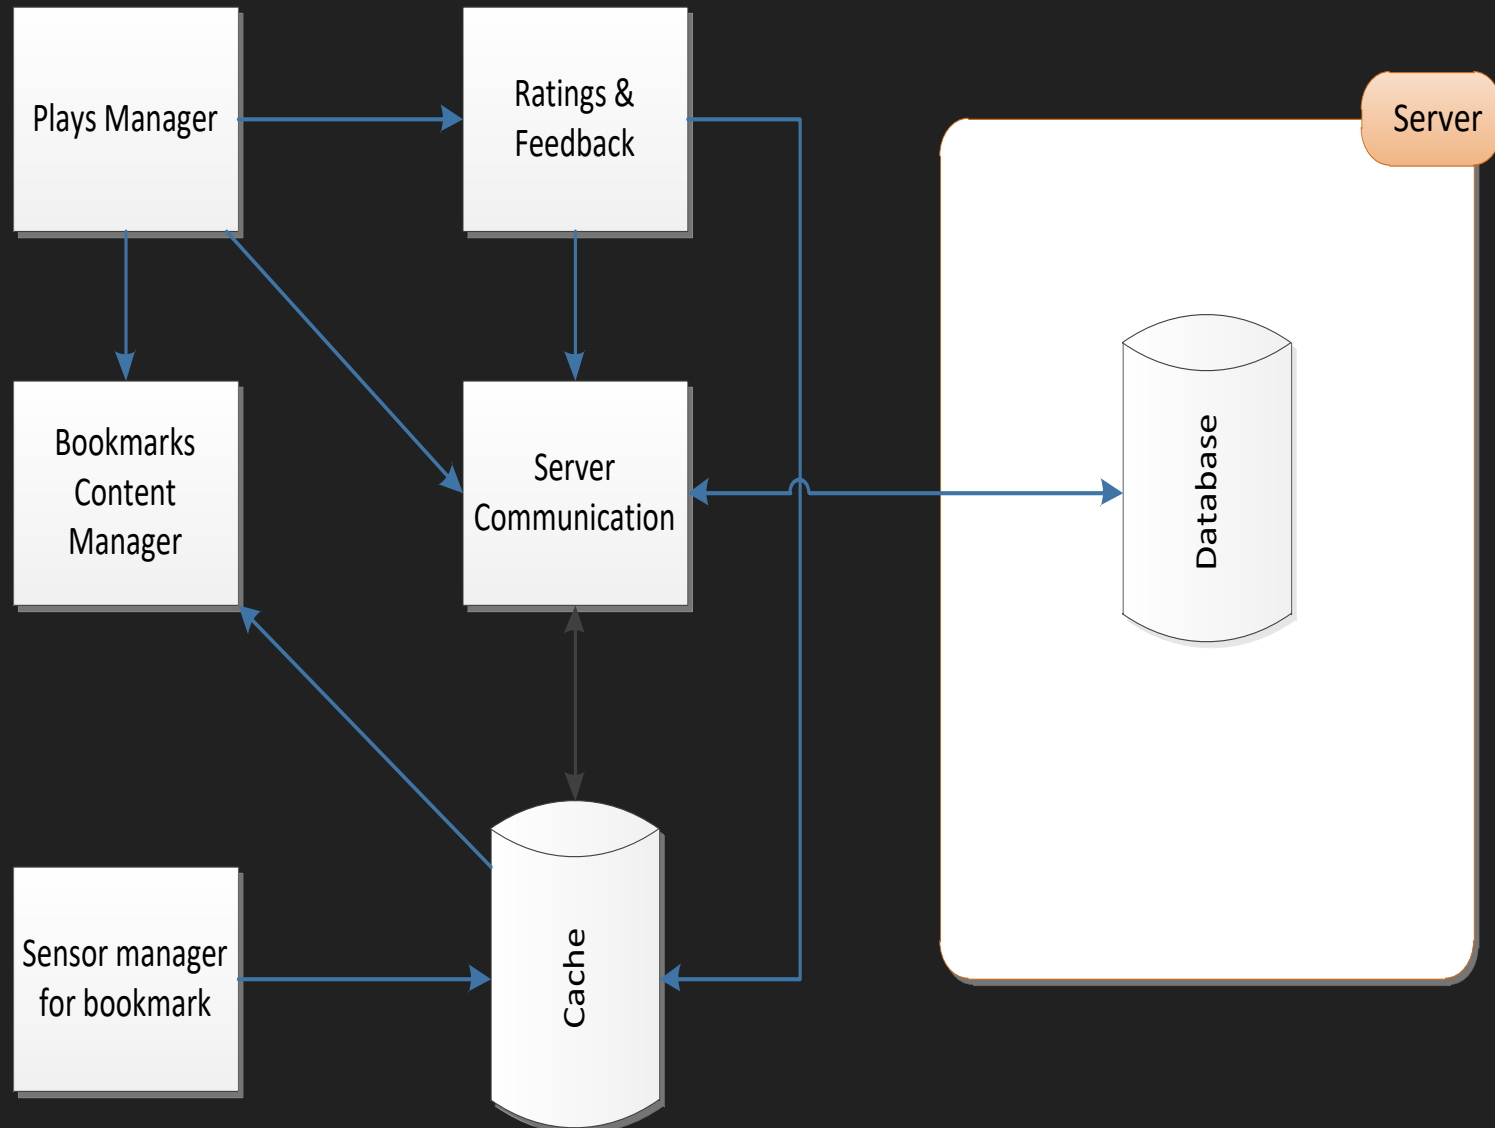 Plays Manager
Ratings &
Feedback
Server
Bookmarks
Content
Manager
Server
Communication
Database
Sensor manager
for bookmark
Cache